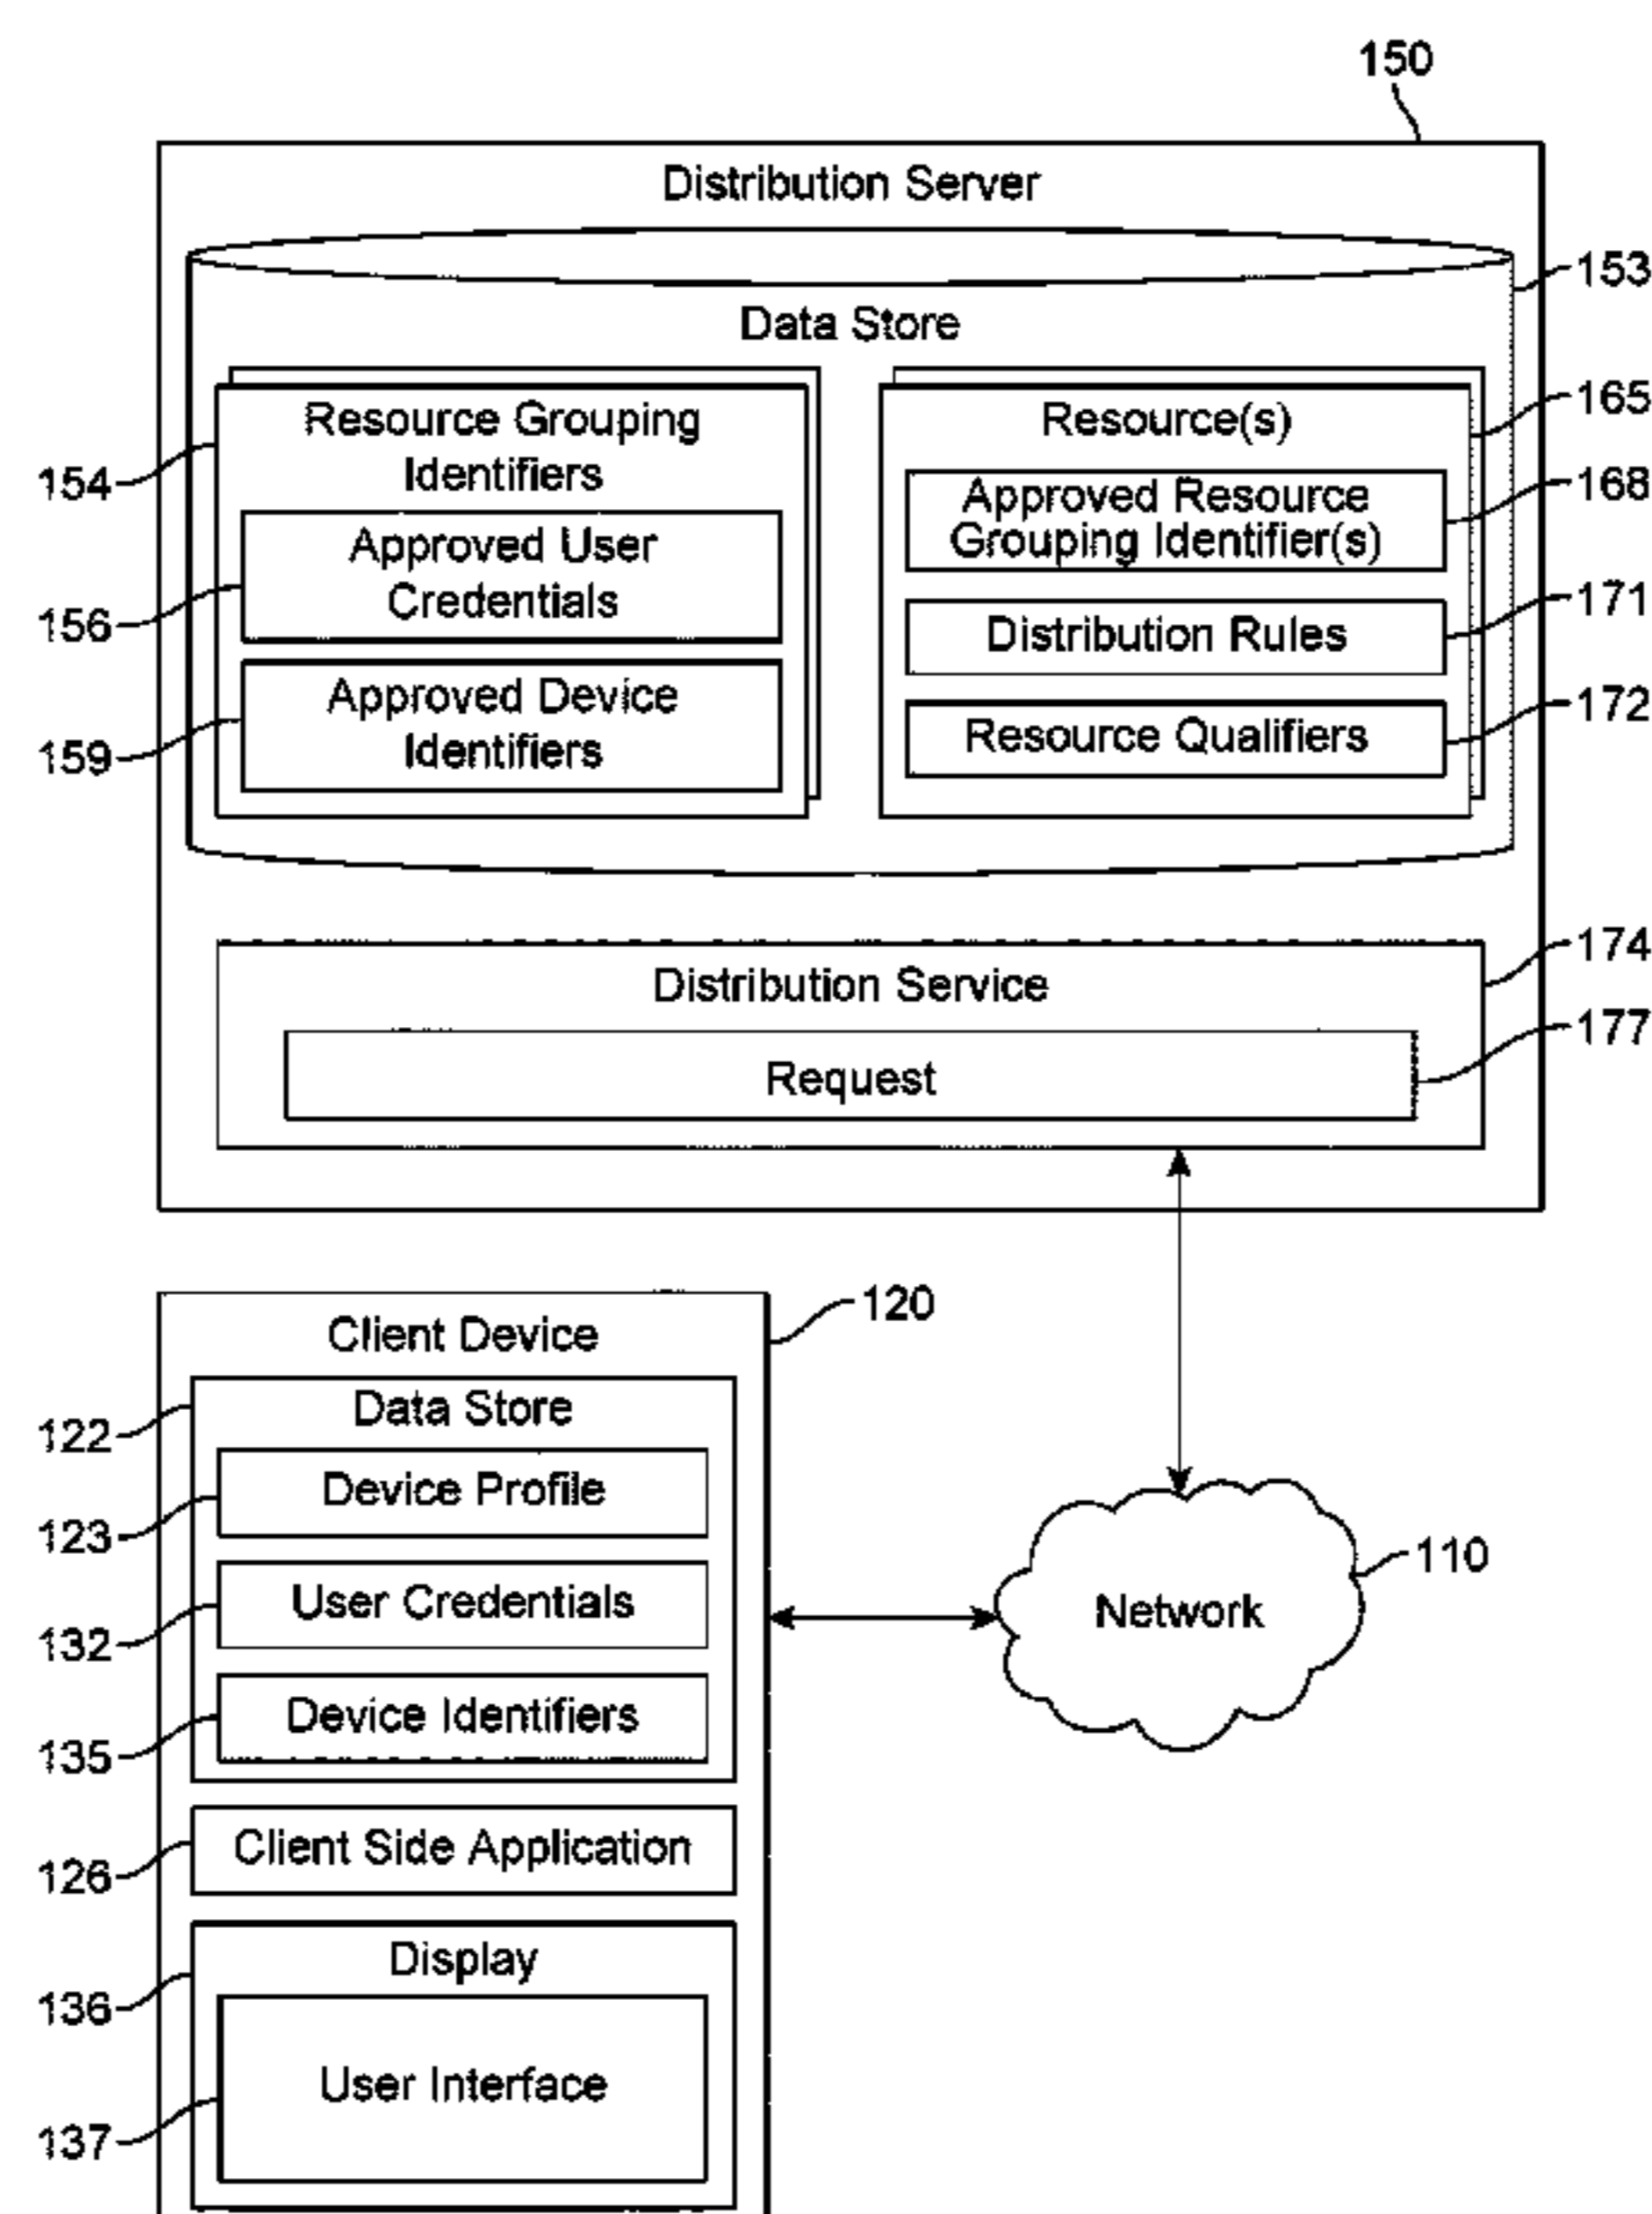 150
Distribution Server
153
Data Store
Resource Grouping
Identifiers
154
Approved User
Credentials
156
Approved Device
Identifiers
159
Resource(s)
165
Approved Resource
Grouping Identifier(s)
168
Distribution Rules
171
Resource Qualifiers
172
Distribution Service
174
Request
177
Client Device
120
Data Store
122
Device Profile
123
User Credentials
132
Device Identifiers
135
Client Side Application
126
Display
136
User Interface
137
Network
110